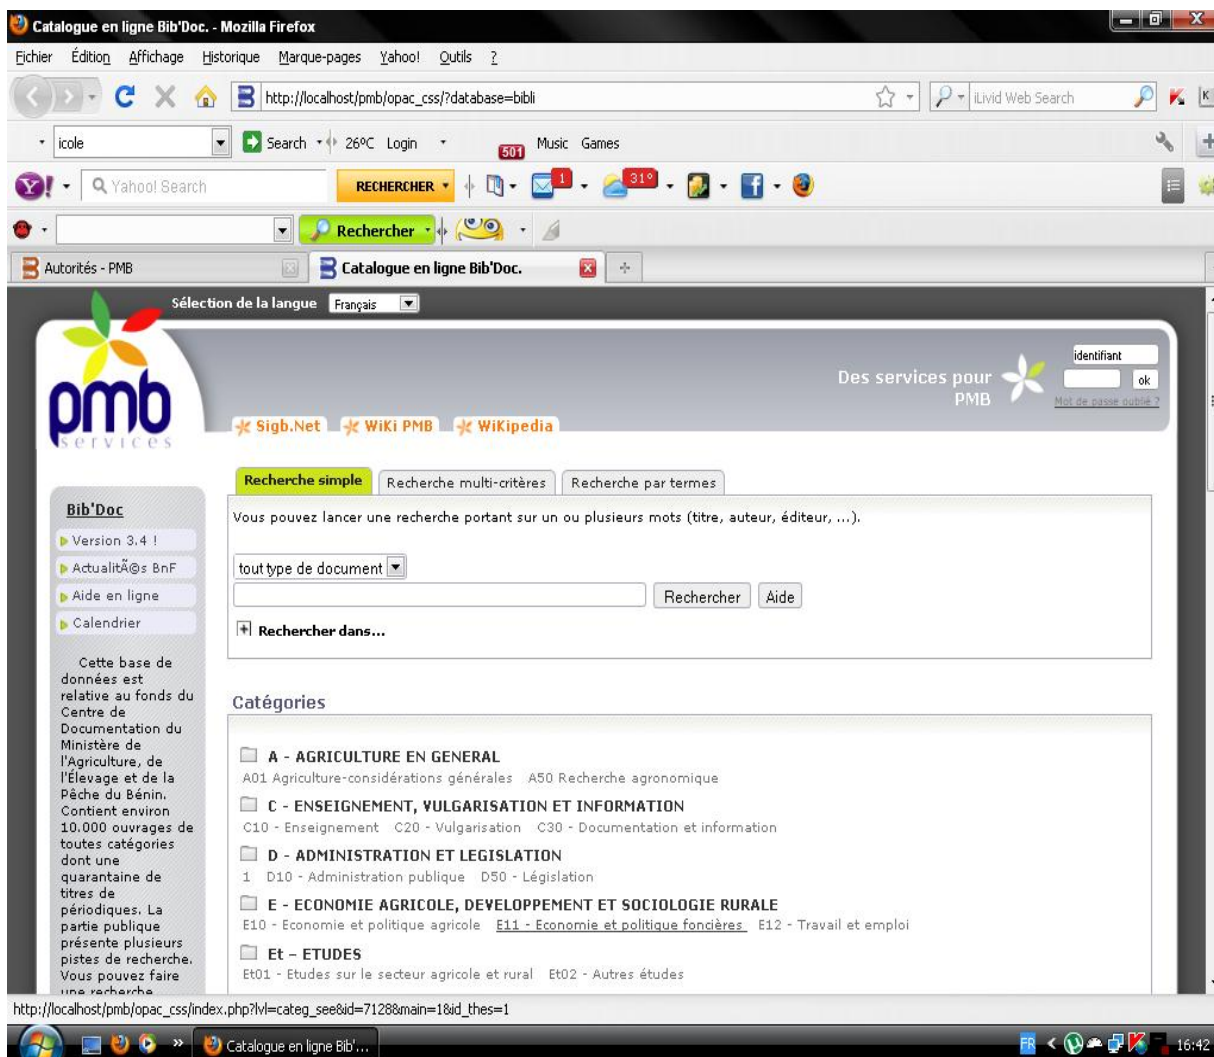 Catalogue en ligne Bib'Doc. - Mozilla Firefox
Fichier Édition Affichage Historique Marque-pages Yahoo! Outils ?
http://localhost/pmb/opac_css/?database=bibli iLivid Web Search K
icole Search 26ºC Login 501 Music Games
Y! Yahoo! Search RECHERCHER 1 31° f
Rechercher
Autorités - PMB Catalogue en ligne Bib'Doc.
Sélection de la langue Français
pmb
services
identifiant
Des services pour
PMB
ok
Mot de passe oublié ?
Sigb.Net WiKi PMB WiKipedia
Recherche simple Recherche multi-critères Recherche par termes
Vous pouvez lancer une recherche portant sur un ou plusieurs mots (titre, auteur, éditeur, ...).
tout type de document
Rechercher Aide
Rechercher dans...
Bib'Doc
Version 3.4 !
ActualitÃ©s BnF
Aide en ligne
Calendrier
Cette base de
données est
relative au fonds du
Centre de
Documentation du
Ministère de
l'Agriculture, de
l'Élevage et de la
Pêche du Bénin.
Contient environ
10.000 ouvrages de
toutes catégories
dont une
quarantaine de
titres de
périodiques. La
partie publique
présente plusieurs
pistes de recherche.
Vous pouvez faire
une recherche
Catégories
A - AGRICULTURE EN GENERAL
A01 Agriculture-considérations générales A50 Recherche agronomique
C - ENSEIGNEMENT, VULGARISATION ET INFORMATION
C10 - Enseignement C20 - Vulgarisation C30 - Documentation et information
D - ADMINISTRATION ET LEGISLATION
1 D10 - Administration publique D50 - Législation
E - ECONOMIE AGRICOLE, DEVELOPPEMENT ET SOCIOLOGIE RURALE
E10 - Economie et politique agricole E11 - Economie et politique foncières E12 - Travail et emploi
Et – ETUDES
Et01 - Etudes sur le secteur agricole et rural Et02 - Autres études
http://localhost/pmb/opac_css/index.php?lvl=categ_see&id=7128&main=1&id_thes=1
Catalogue en ligne Bib'... FR 16:42